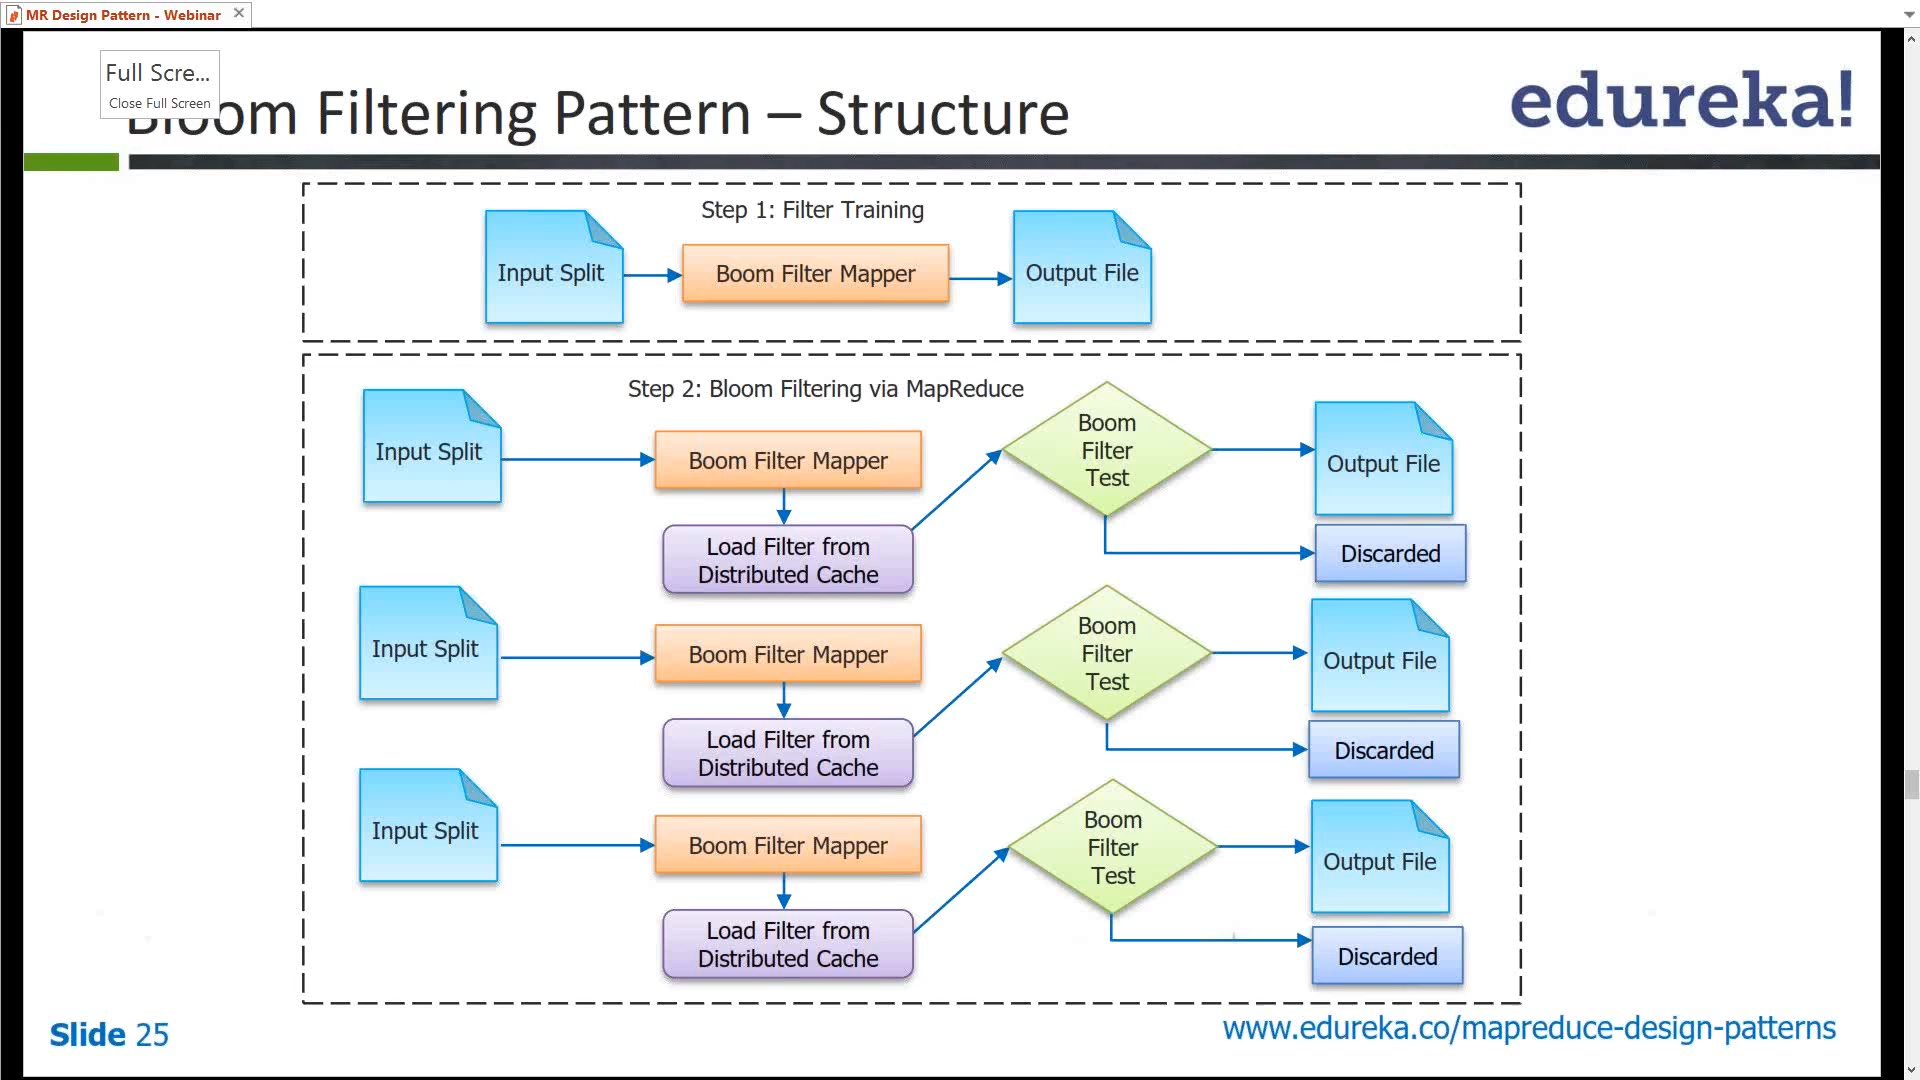 MR Design Pattern - Webinar
Full Scre...
Close Full Screen
Bloom Filtering Pattern – Structure
edureka!
Step 1: Filter Training
Input Split
Boom Filter Mapper
Output File
Step 2: Bloom Filtering via MapReduce
Input Split
Boom Filter Mapper
Load Filter from
Distributed Cache
Boom
Filter
Test
Output File
Discarded
Input Split
Boom Filter Mapper
Load Filter from
Distributed Cache
Boom
Filter
Test
Output File
Discarded
Input Split
Boom Filter Mapper
Load Filter from
Distributed Cache
Boom
Filter
Test
Output File
Discarded
Slide 25
www.edureka.co/mapreduce-design-patterns